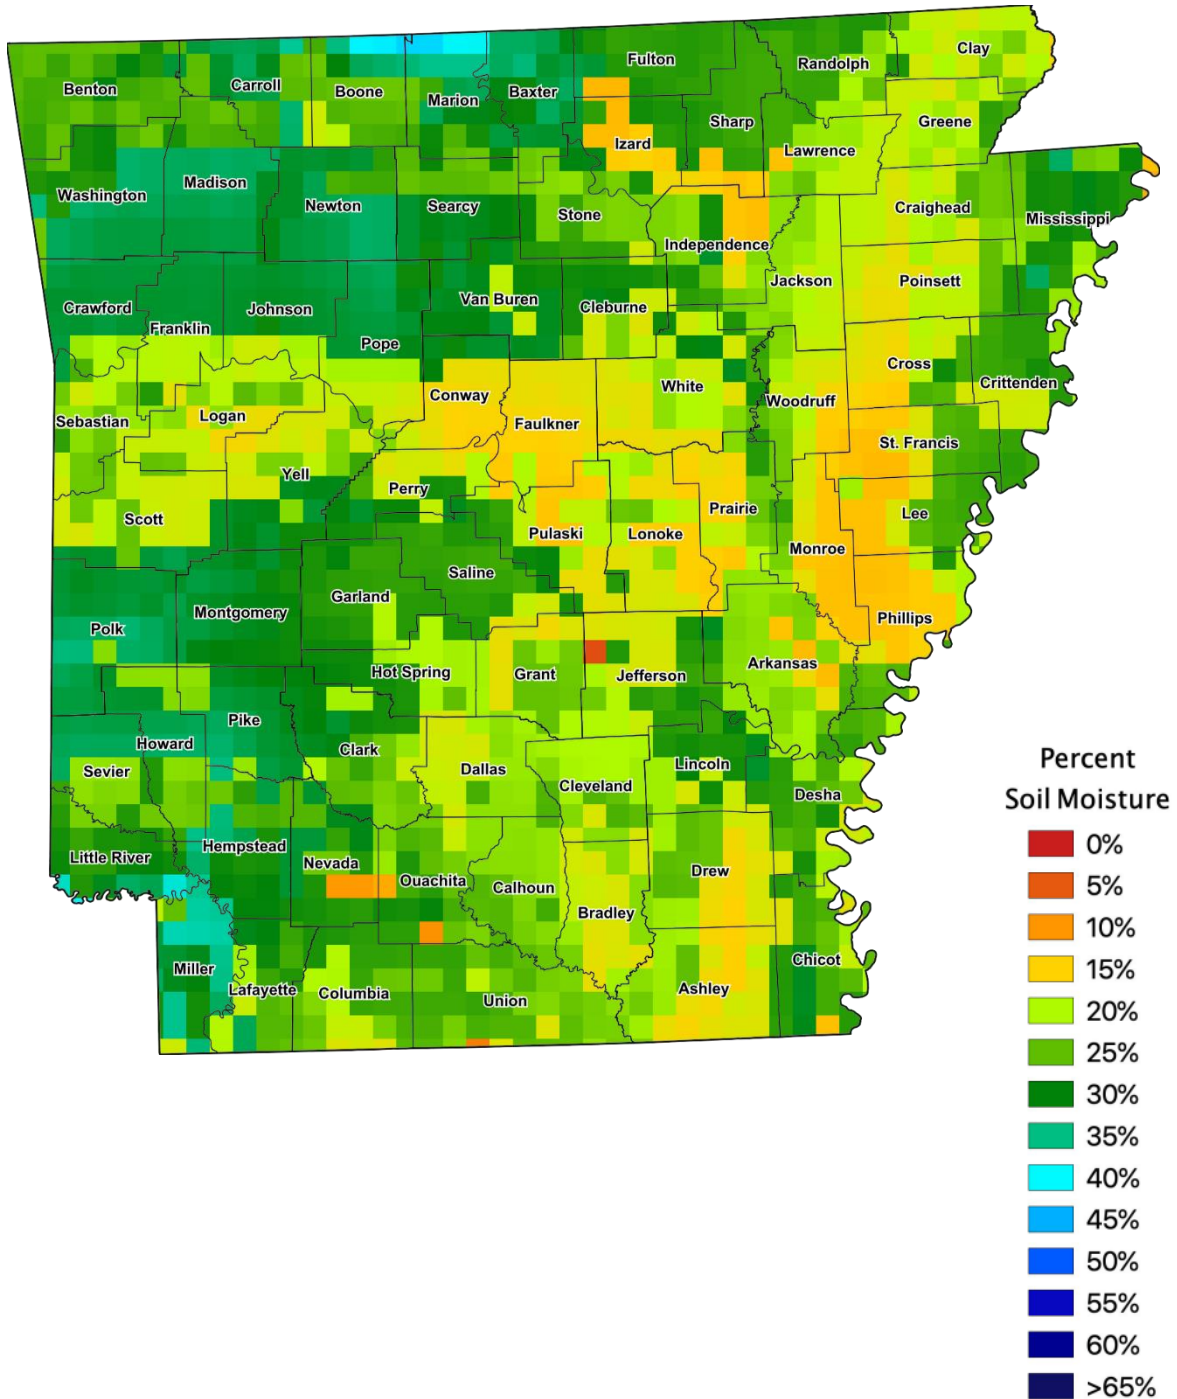 Clay
Fulton
Randolph
Benton
Carroll
Boone
Marion
Baxter
Sharp
Greene
Izard
Lawrence
Washington
Madison
Newton
Searcy
Stone
Craighead
Mississippi
Independence
Jackson
Poinsett
Crawford
Johnson
Van Buren
Cleburne
Franklin
Pope
Cross
Crittenden
White
Woodruff
Conway
Logan
Sebastian
Faulkner
St. Francis
Yell
Perry
Prairie
Lee
Scott
Pulaski
Lonoke
Monroe
Saline
Garland
Montgomery
Phillips
Polk
Arkansas
Hot Spring
Grant
Jefferson
Pike
Howard
Clark
Sevier
Dallas
Lincoln
Cleveland
Desha
Little River
Hempstead
Nevada
Ouachita
Calhoun
Drew
Bradley
Miller
Lafayette
Columbia
Union
Ashley
Chicot
Percent
Soil Moisture
0%
5%
10%
15%
20%
25%
30%
35%
40%
45%
50%
55%
60%
>65%